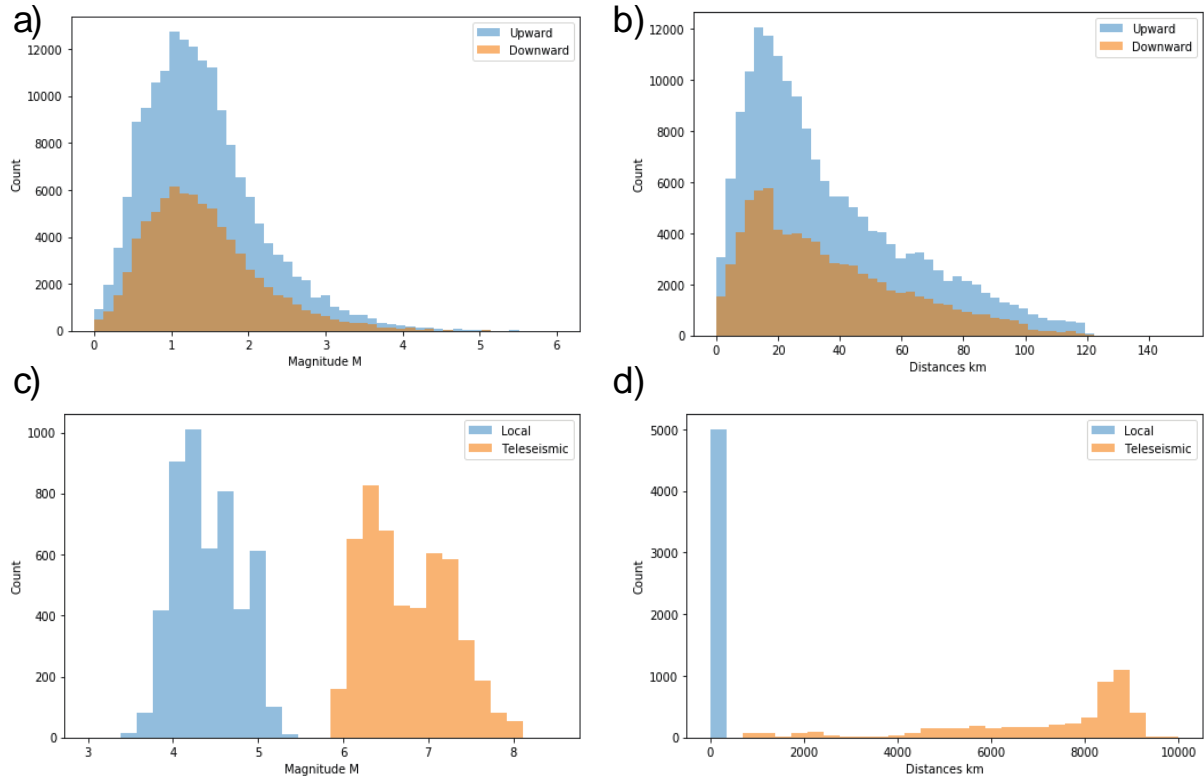 a)
Upward
Downward
12000
10000
8000
6000
4000
2000
0
Count
0 1 2 3 4 5 6
Magnitude M
b)
Upward
Downward
12000
10000
8000
6000
4000
2000
0
Count
0 20 40 60 80 100 120 140
Distances km
c)
Local
Teleseismic
1000
800
600
400
200
0
Count
3 4 5 6 7 8
Magnitude M
d)
Local
Teleseismic
5000
4000
3000
2000
1000
0
Count
0 2000 4000 6000 8000 10000
Distances km